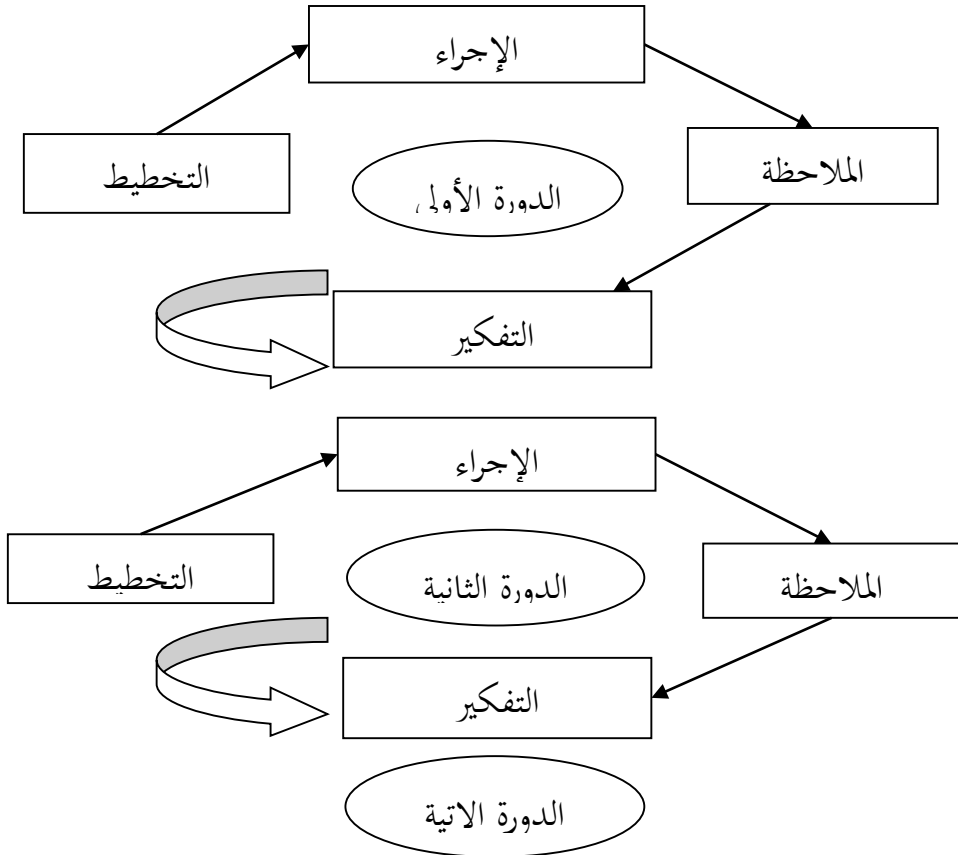 الإجراء
الملاحظة
التخطيط
الدورة الأولى
التفكير
الإجراء
الملاحظة
التخطيط
الدورة الثانية
التفكير
الدورة الاتية